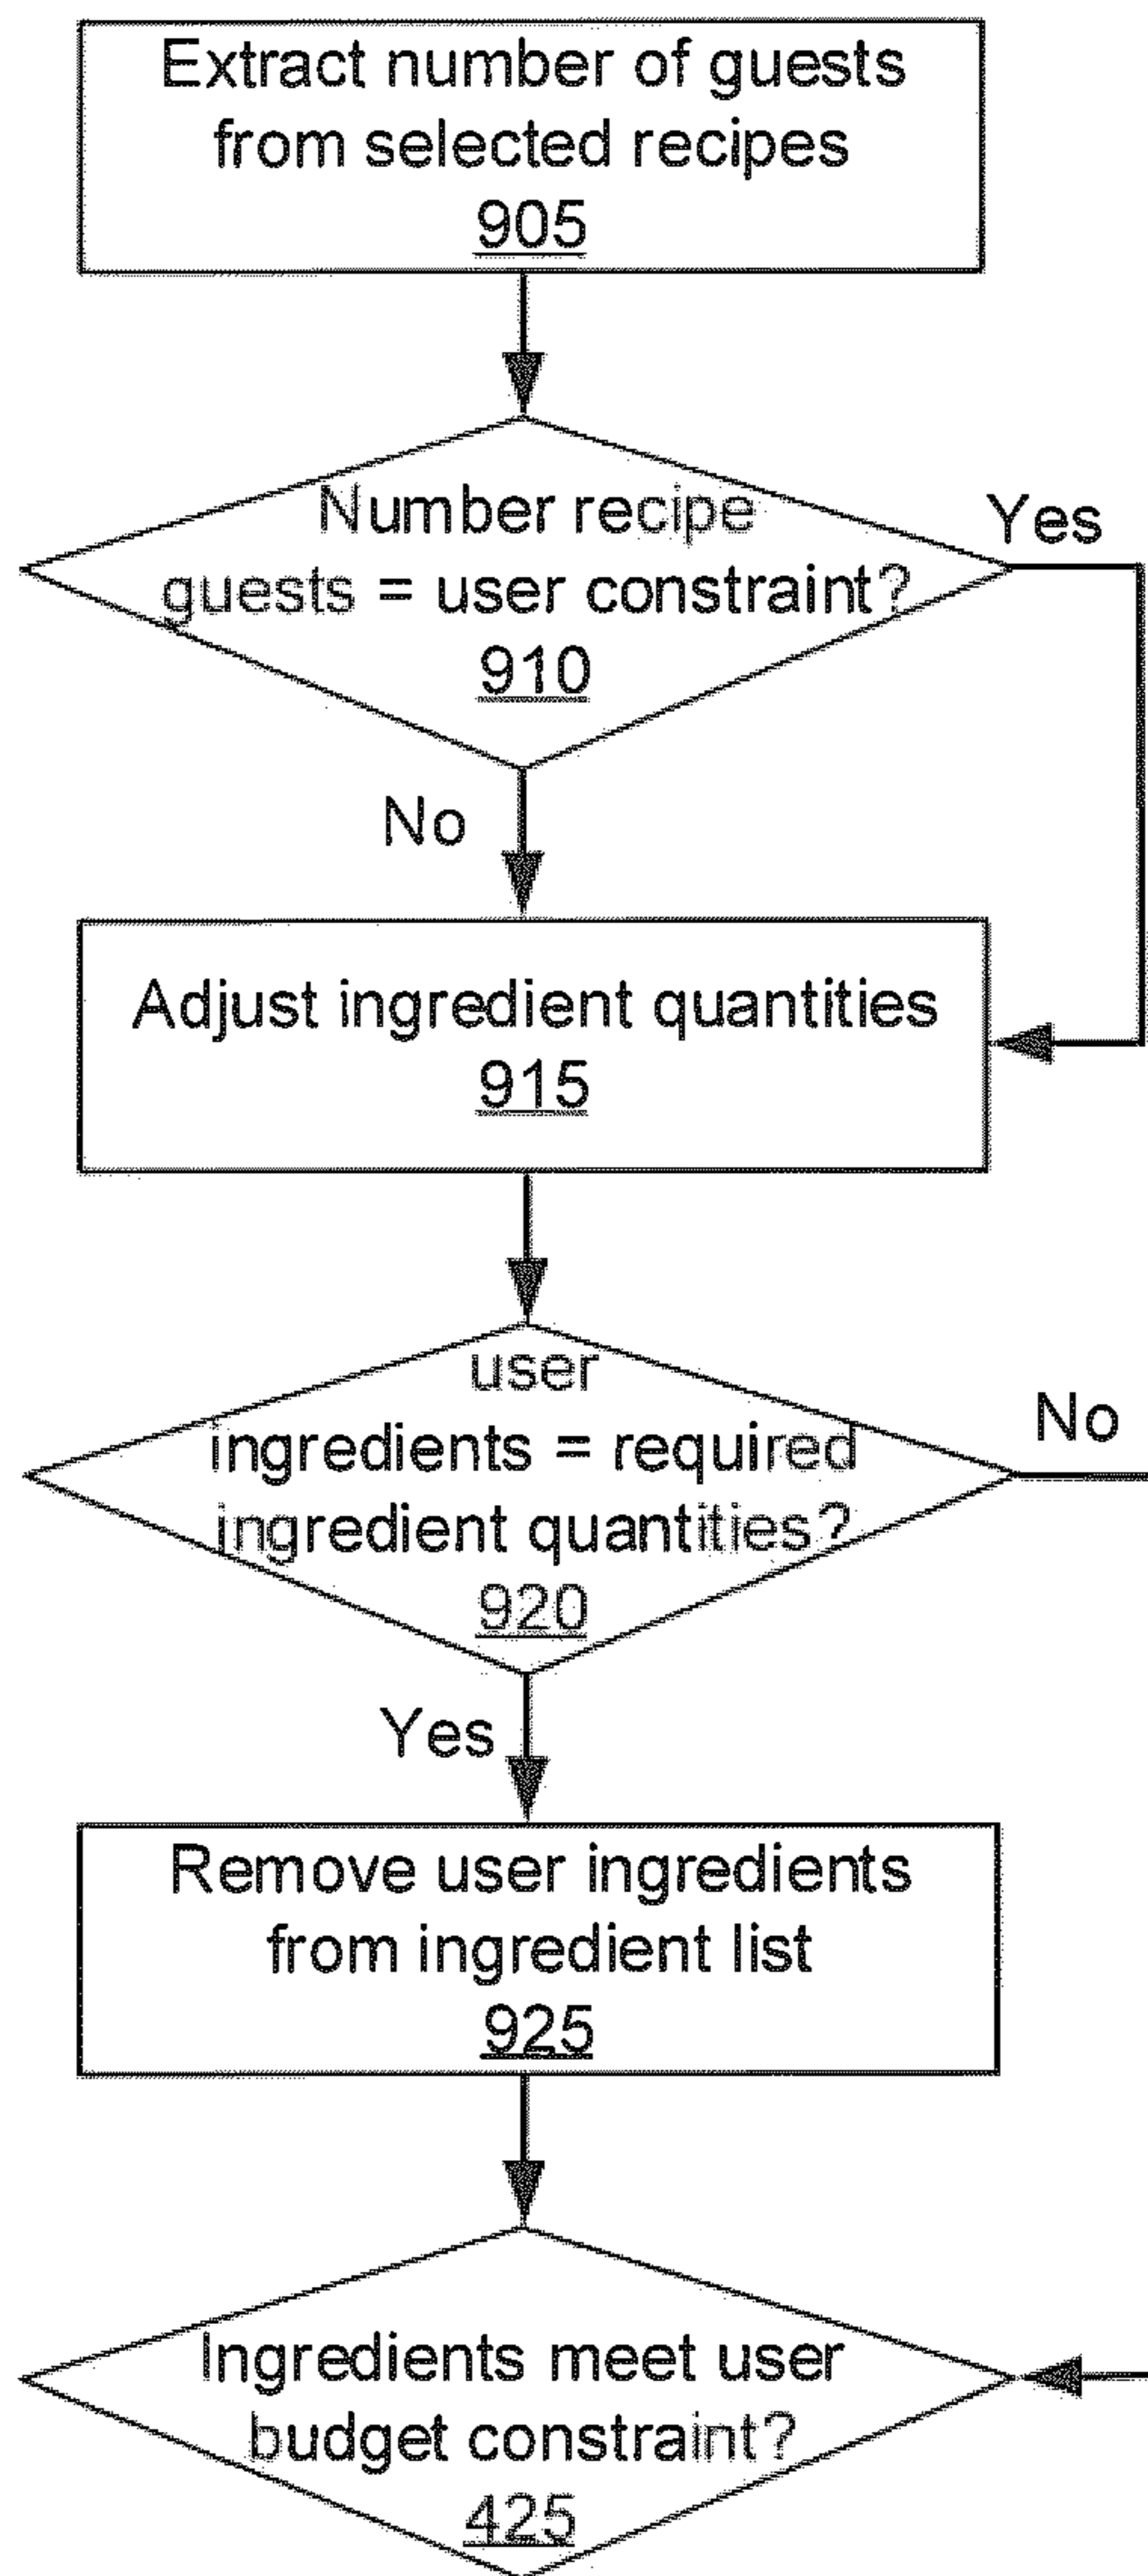 Extract number of guests
from selected recipes
905
Number recipe
guests = user constraint?
910
Yes
No
Adjust ingredient quantities
915
user
ingredients = required
ingredient quantities?
920
No
Yes
Remove user ingredients
from ingredient list
925
Ingredients meet user
budget constraint?
425